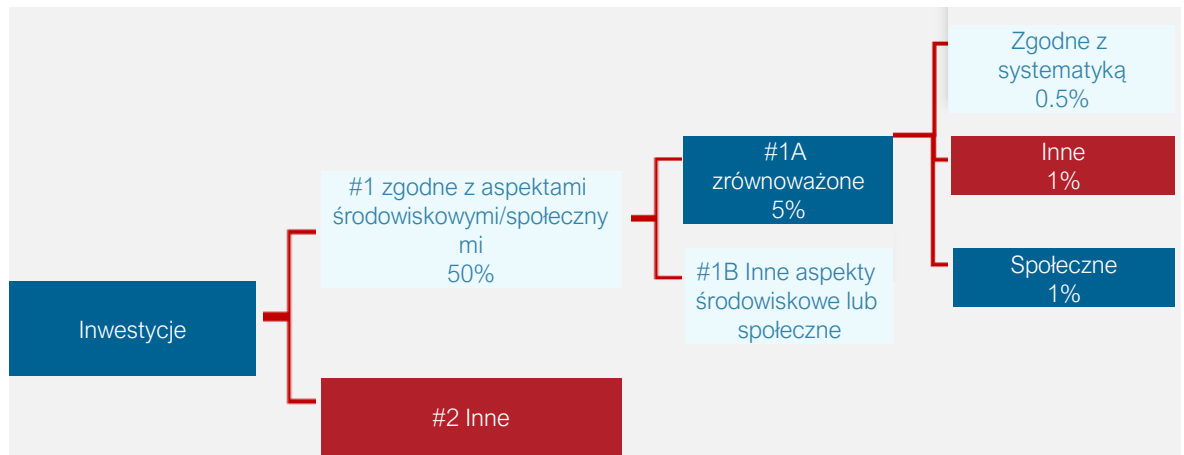 Inwestycje
#1 zgodne z aspektami
środowiskowymi/społeczny
mi
50%
#2 Inne
#1A
zrównoważone
5%
#1B Inne aspekty
środowiskowe lub
społeczne
Zgodne z
systematyką
0.5%
Inne
1%
Społeczne
1%